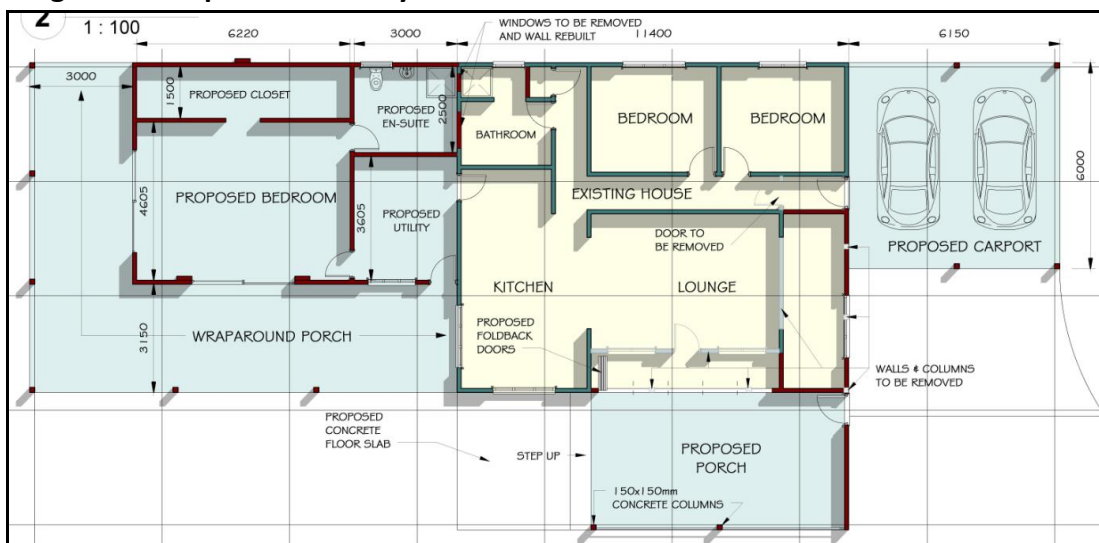 2
1 : 100
WINDOWS TO BE REMOVED
AND WALL REBUILT
6220
3000
11400
6150
3000
1500
PROPOSED CLOSET
PROPOSED
EN-SUITE
2500
BATHROOM
BEDROOM
BEDROOM
4605
PROPOSED BEDROOM
3605
PROPOSED
UTILITY
EXISTING HOUSE
6000
DOOR TO
BE REMOVED
PROPOSED CARPORT
KITCHEN
LOUNGE
3150
WRAPAROUND PORCH
PROPOSED
FOLDBACK
DOORS
WALLS & COLUMNS
TO BE REMOVED
PROPOSED
CONCRETE
FLOOR SLAB
STEP UP
PROPOSED
PORCH
150x150mm
CONCRETE COLUMNS